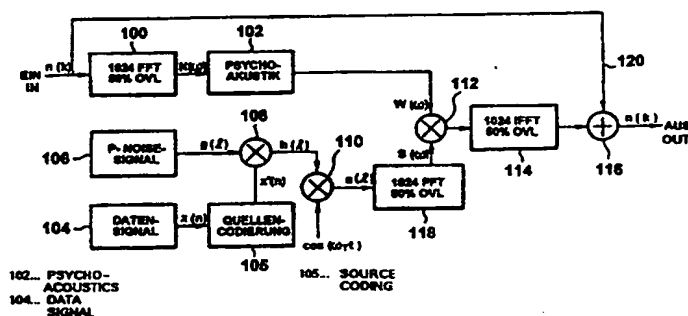 100
102
n(k)
EIN
IN
1024 FFT
50% OVL
PSYCHO-
AKUSTIK
120
W(ω)
112
1024 IFFT
50% OVL
n(k)
AUS
OUT
114
116
106
P-NOISE-
SIGNAL
g(ℓ)
108
h(ℓ)
110
S(ω)
s(ℓ)
1024 FFT
50% OVL
118
x'(n)
104
DATEN-
SIGNAL
x(n)
QUELLEN-
CODIERUNG
105
cos(ω_Tℓ)
102... PSYCHO-
ACOUSTICS
104... DATA
SIGNAL
105... SOURCE
CODING